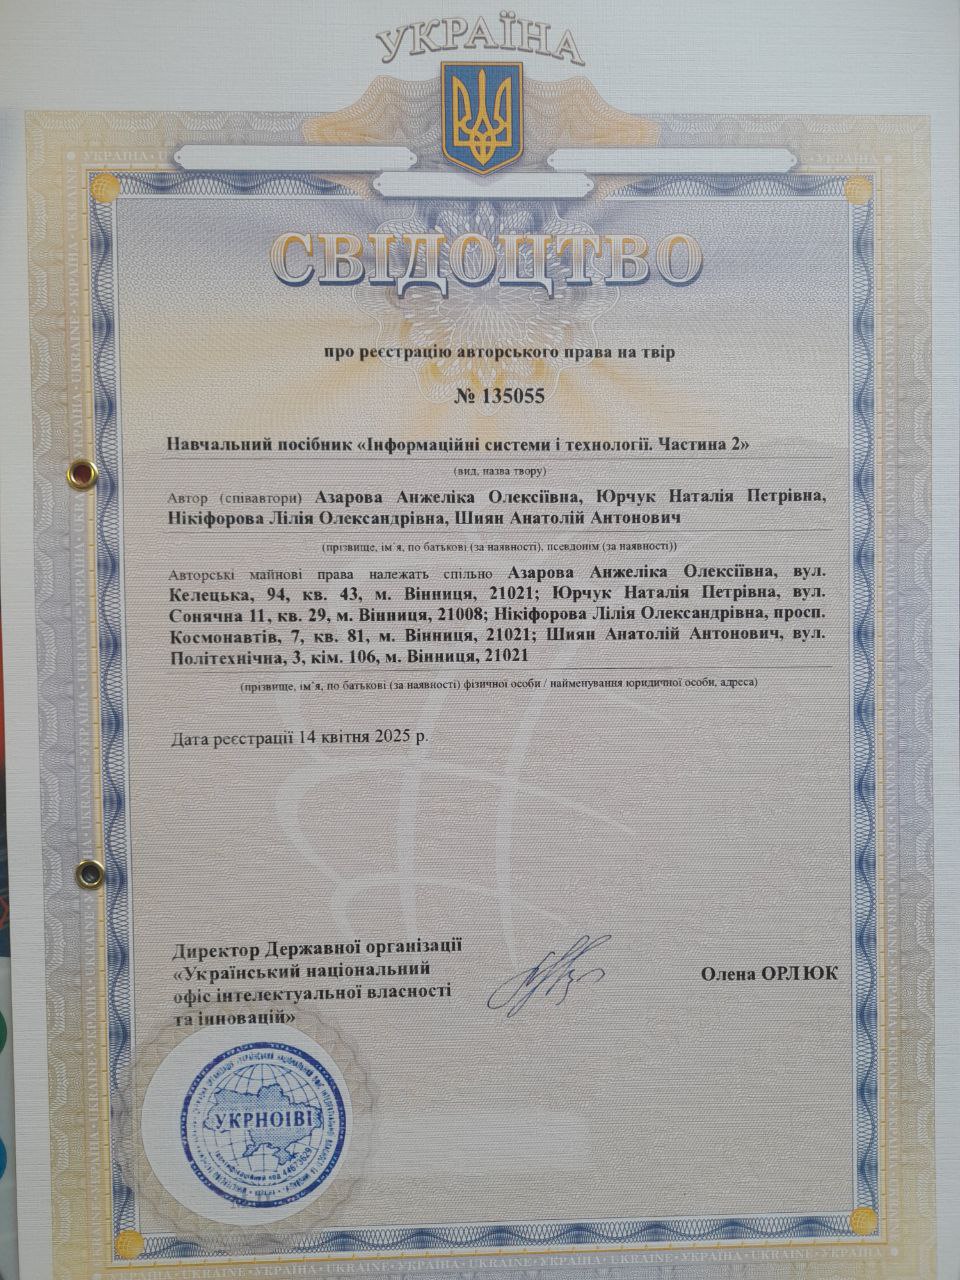 УКРАЇНА
СВІДОЦТВО
про реєстрацію авторського права на твір
№ 135055
Навчальний посібник «Інформаційні системи і технології. Частина 2»
(вид, назва твору)
Автор (співавтори) Азарова Анжеліка Олексіївна, Юрчук Наталія Петрівна,
Нікіфорова Лілія Олександрівна, Шиян Анатолій Антонович
(прізвище, ім`я, по батькові (за наявності), псевдонім (за наявності))
Авторські майнові права належать спільно Азарова Анжеліка Олексіївна, вул.
Келецька, 94, кв. 43, м. Вінниця, 21021; Юрчук Наталія Петрівна, вул.
Сонячна 11, кв. 29, м. Вінниця, 21008; Нікіфорова Лілія Олександрівна, просп.
Космонавтів, 7, кв. 81, м. Вінниця, 21021; Шиян Анатолій Антонович, вул.
Політехнічна, 3, кім. 106, м. Вінниця, 21021
(прізвище, ім`я, по батькові (за наявності) фізичної особи / найменування юридичної особи, адреса)
Дата реєстрації 14 квітня 2025 р.
Директор Державної організації
«Український національний
офіс інтелектуальної власності
та інновацій»
Олена ОРЛЮК
УКРНОІВІ